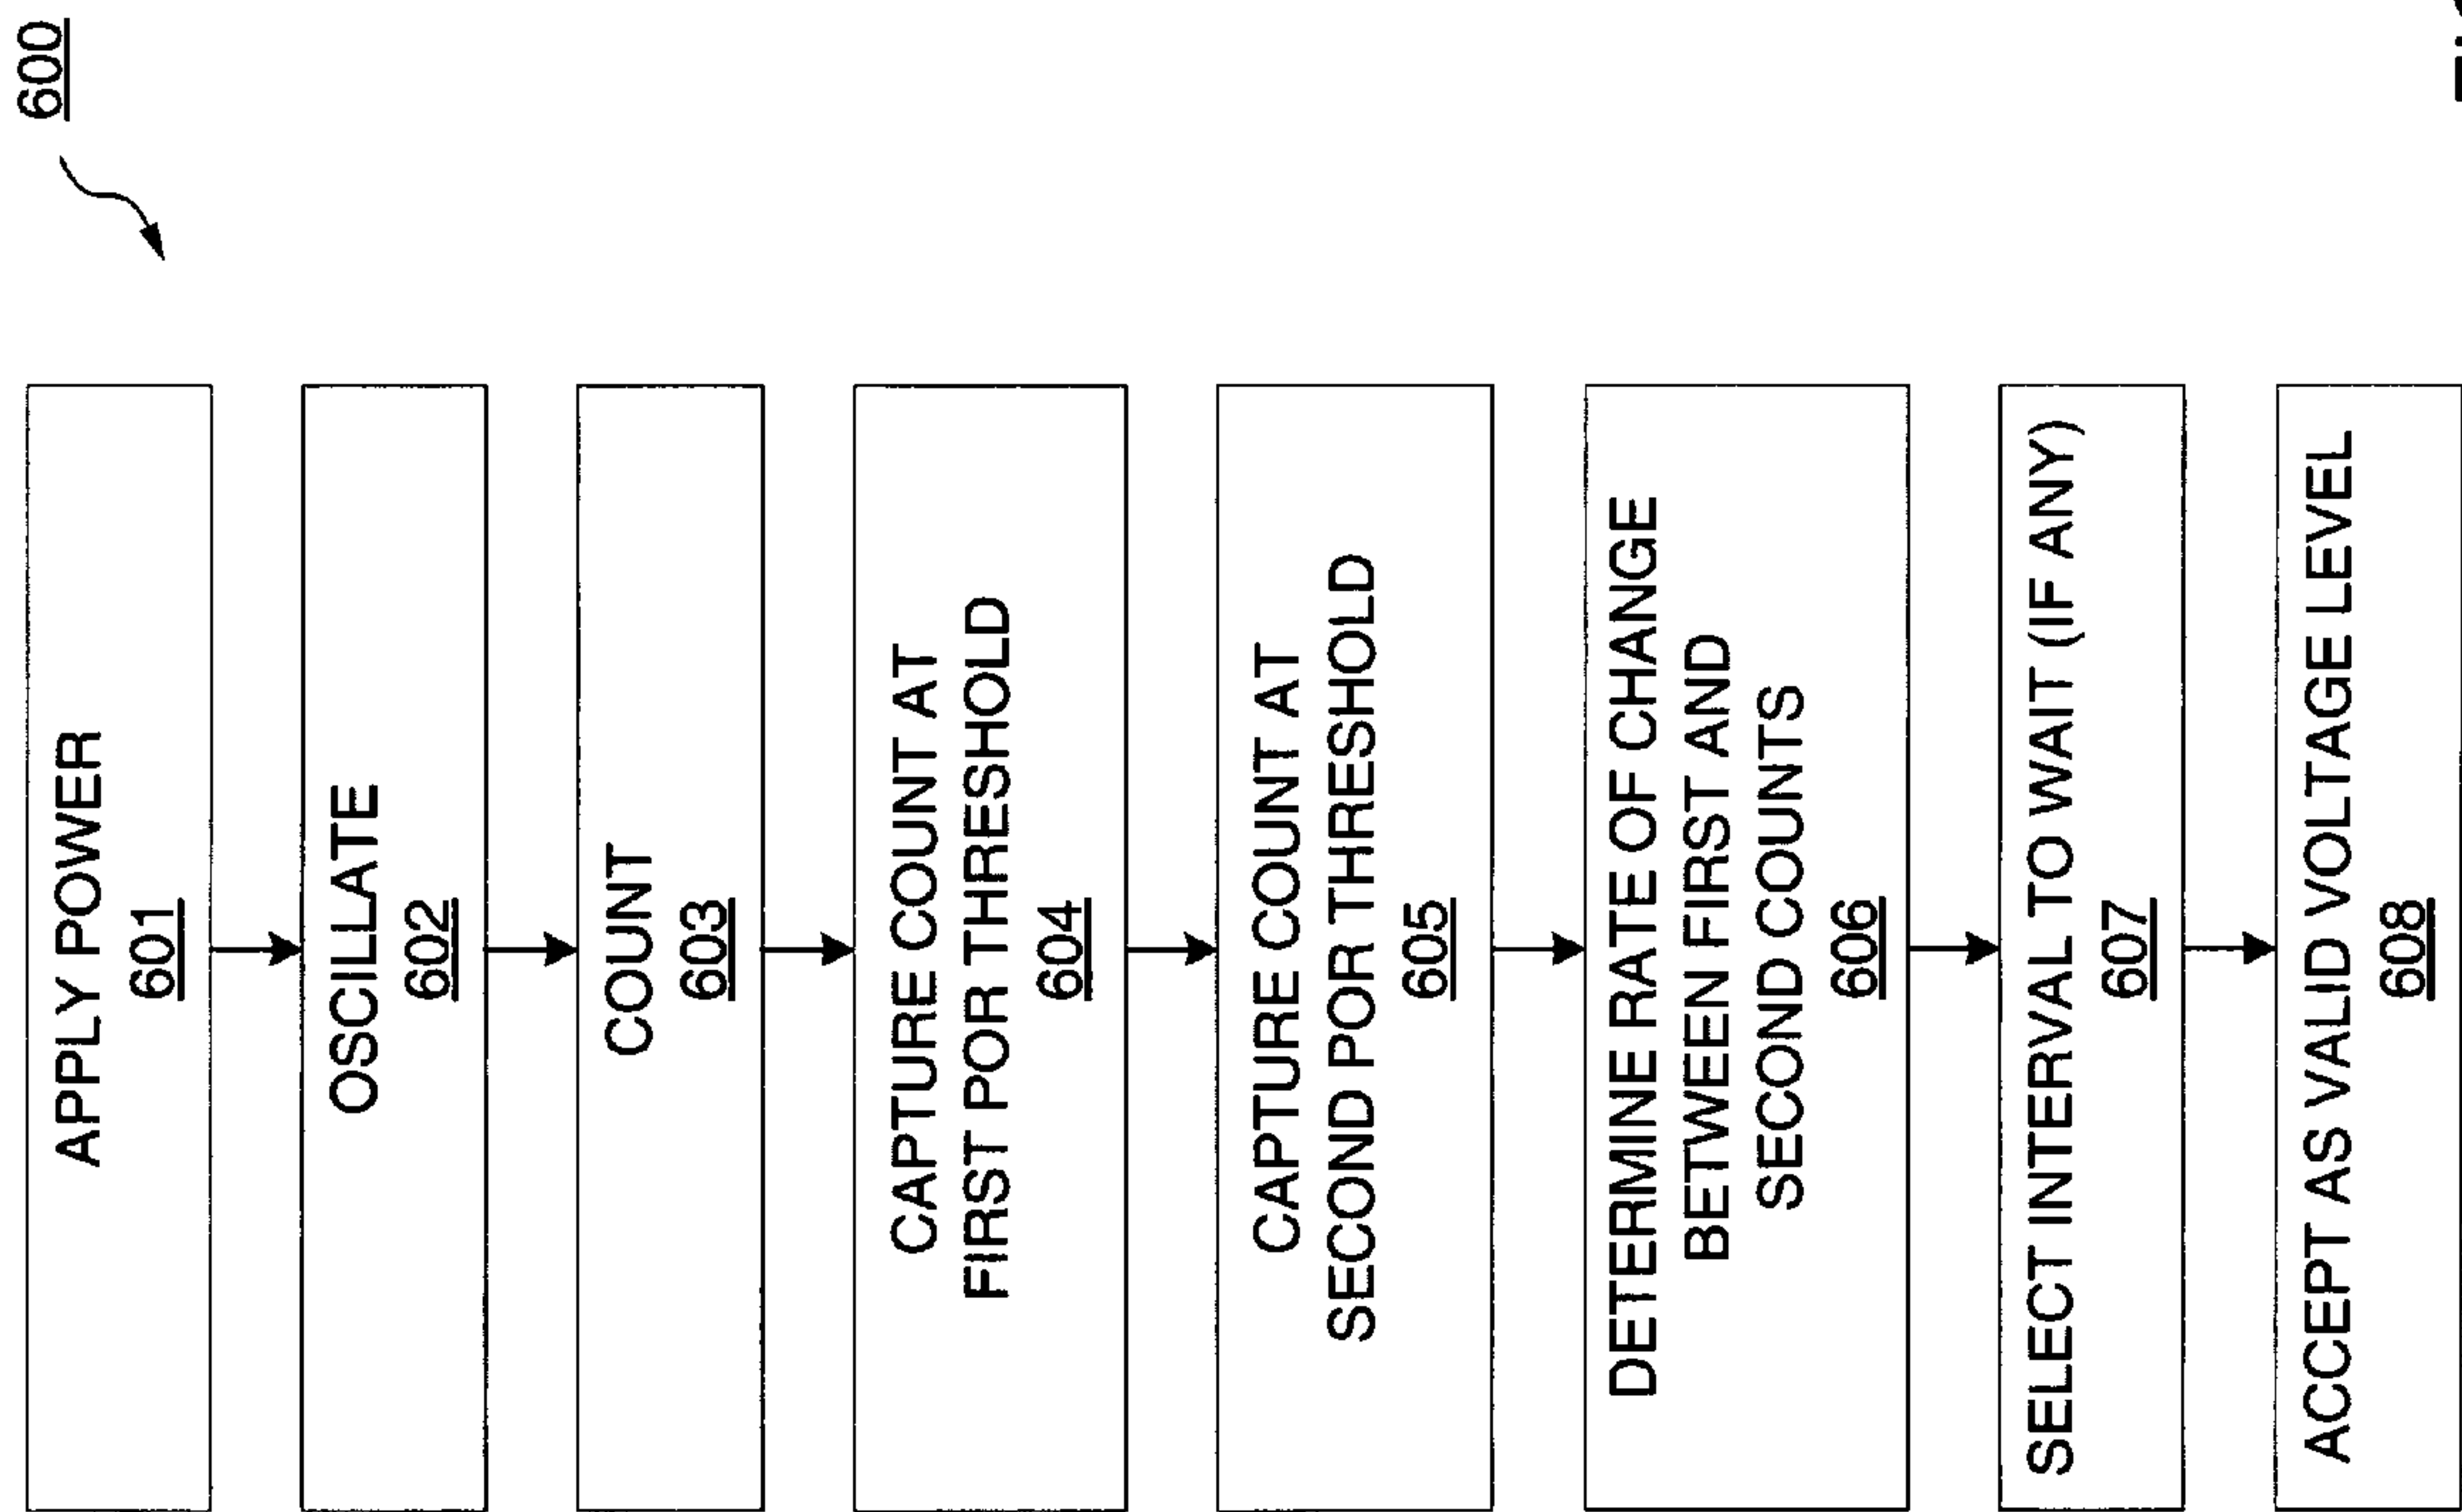 600
APPLY POWER
601
OSCILLATE
602
COUNT
603
CAPTURE COUNT AT
FIRST POR THRESHOLD
604
CAPTURE COUNT AT
SECOND POR THRESHOLD
605
DETERMINE RATE OF CHANGE
BETWEEN FIRST AND
SECOND COUNTS
606
SELECT INTERVAL TO WAIT (IF ANY)
607
ACCEPT AS VALID VOLTAGE LEVEL
608